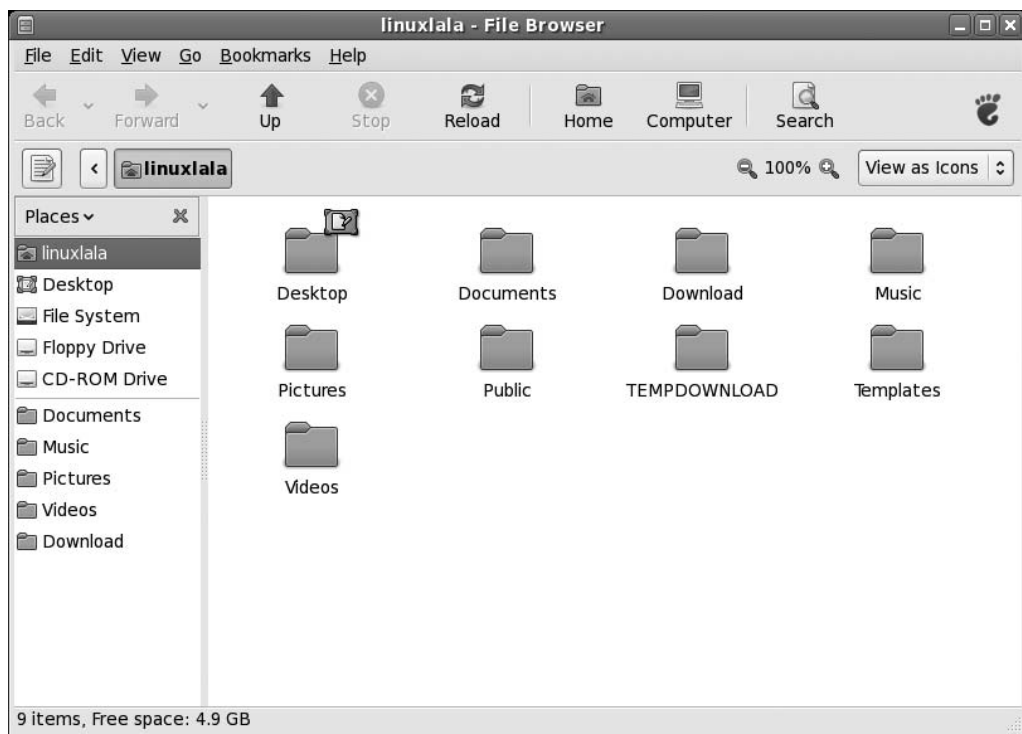 linuxlala - File Browser
File Edit View Go Bookmarks Help
Back Forward Up Stop Reload Home Computer Search
linuxlala 100% View as Icons
Places
linuxlala
Desktop
File System
Floppy Drive
CD-ROM Drive
Documents
Music
Pictures
Videos
Download
Desktop Documents Download Music
Pictures Public TEMPDOWNLOAD Templates
Videos
9 items, Free space: 4.9 GB